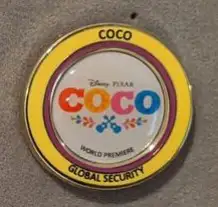 COCO
Disney PIXAR
COCO
WORLD PREMIERE
GLOBAL SECURITY